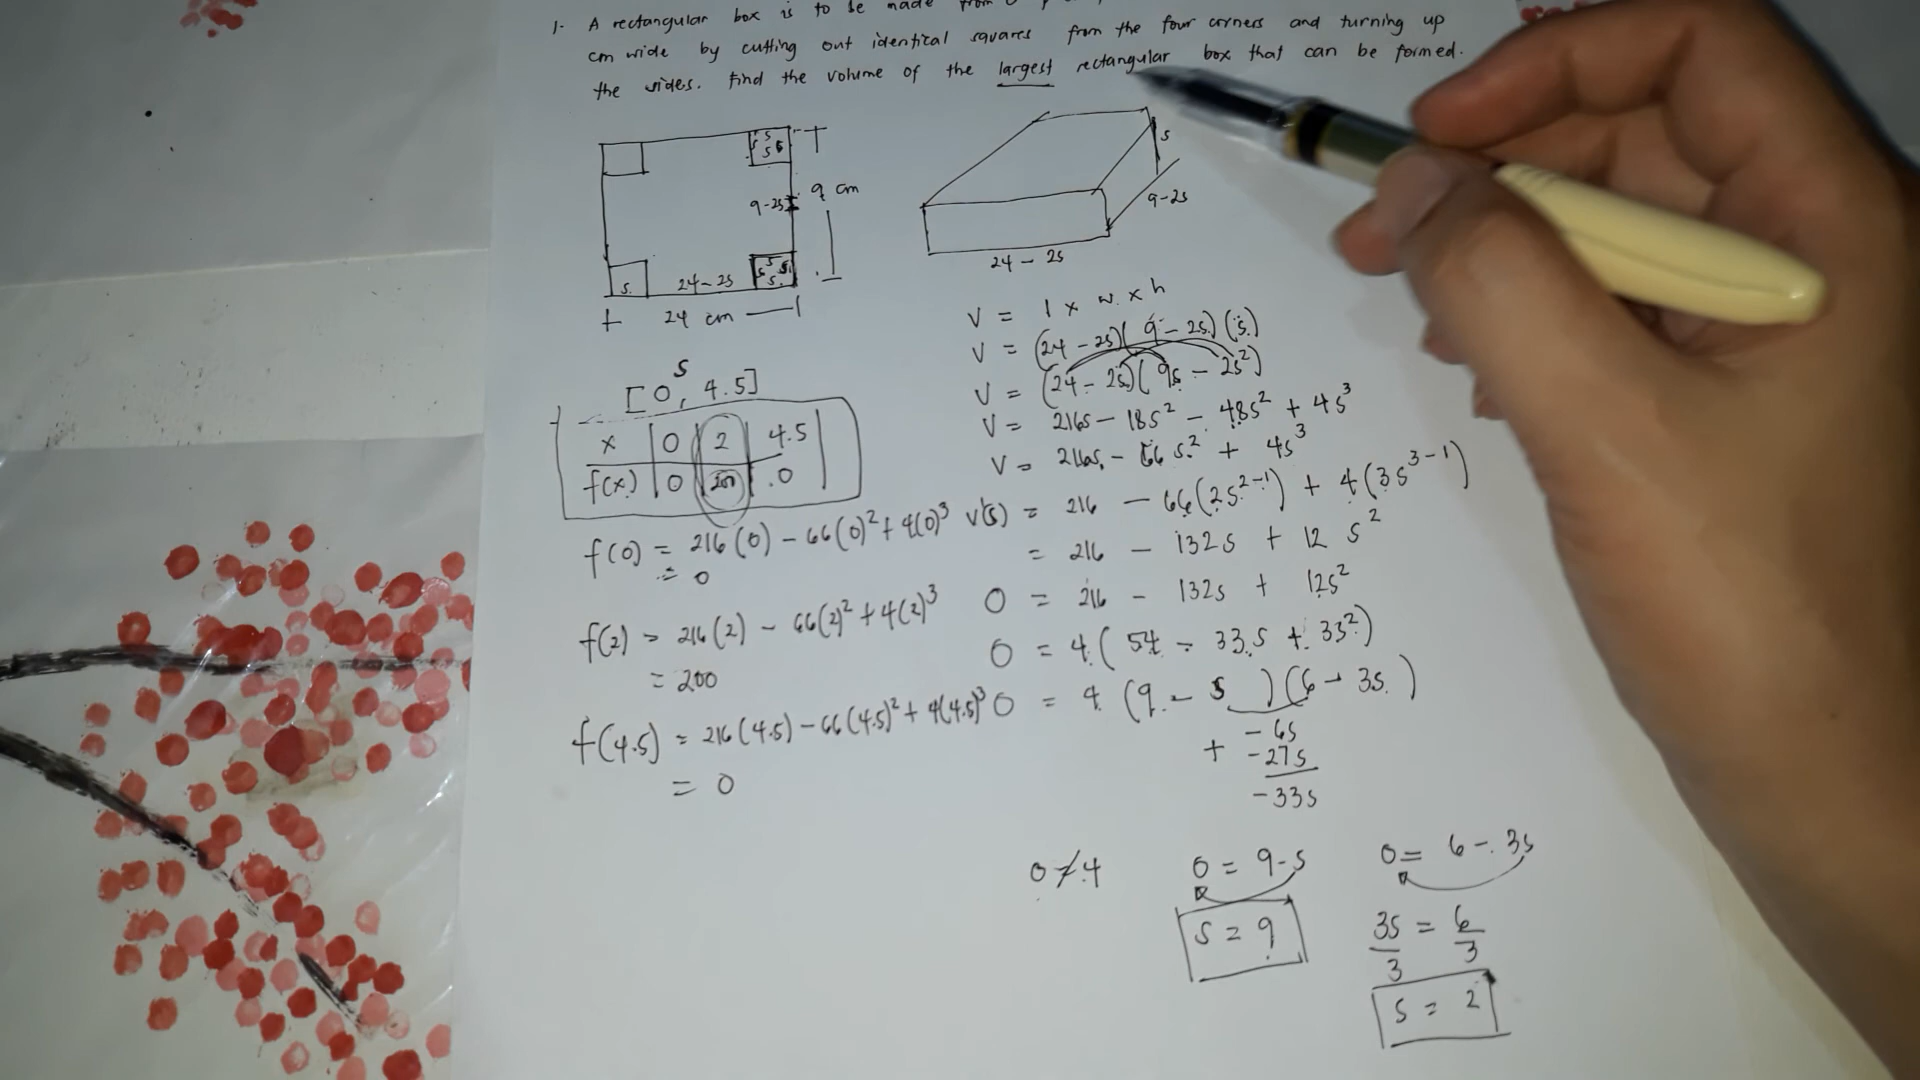 1. A rectangular box is to be made from
cm wide by cutting out identical squares from the four corners and turning up
the sides. Find the volume of the largest rectangular box that can be formed.
s s s s
9 cm
9-2s
s
24-2s
s s s s
24 cm
s
9-2s
24 - 2s
V = l x w x h
V = (24 - 2s)(9 - 2s)(s)
V = (24 - 2s)(9s - 2s²)
V = 216s - 18s² - 48s² + 4s³
V = 216s - 66s² + 4s³
V'(s) = 216 - 66(2s²⁻¹) + 4(3s³⁻¹)
= 216 - 132s + 12s²
0 = 216 - 132s + 12s²
0 = 4(54 - 33s + 3s²)
0 = 4(9 - s)(6 - 3s)
-6s
+ -27s
-33s
0≠4
0 = 9-s
s = 9
0 = 6-3s
3s/3 = 6/3
s = 2
s
[0, 4.5]
x | 0 | 2 | 4.5
f(x) | 0 | 200 | 0
f(0) = 216(0) - 66(0)² + 4(0)³
= 0
f(2) = 216(2) - 66(2)² + 4(2)³
= 200
f(4.5) = 216(4.5) - 66(4.5)² + 4(4.5)³
= 0